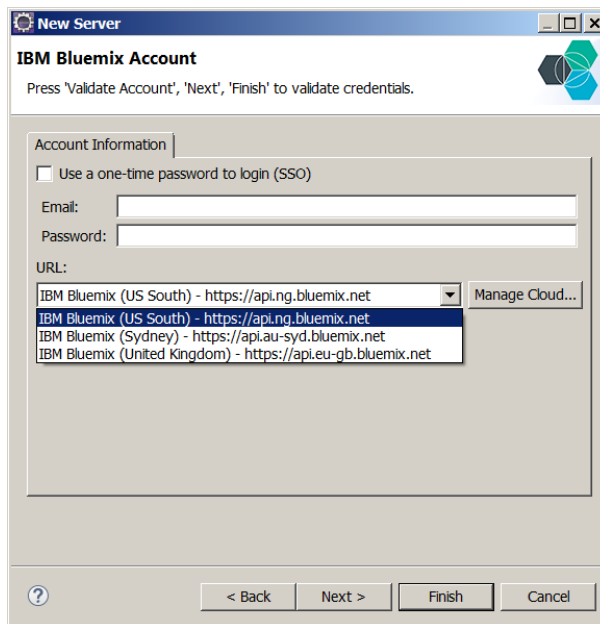 New Server
IBM Bluemix Account
Press 'Validate Account', 'Next', 'Finish' to validate credentials.
Account Information
Use a one-time password to login (SSO)
Email:
Password:
URL:
IBM Bluemix (US South) - https://api.ng.bluemix.net
Manage Cloud...
IBM Bluemix (US South) - https://api.ng.bluemix.net
IBM Bluemix (Sydney) - https://api.au-syd.bluemix.net
IBM Bluemix (United Kingdom) - https://api.eu-gb.bluemix.net
?
< Back
Next >
Finish
Cancel